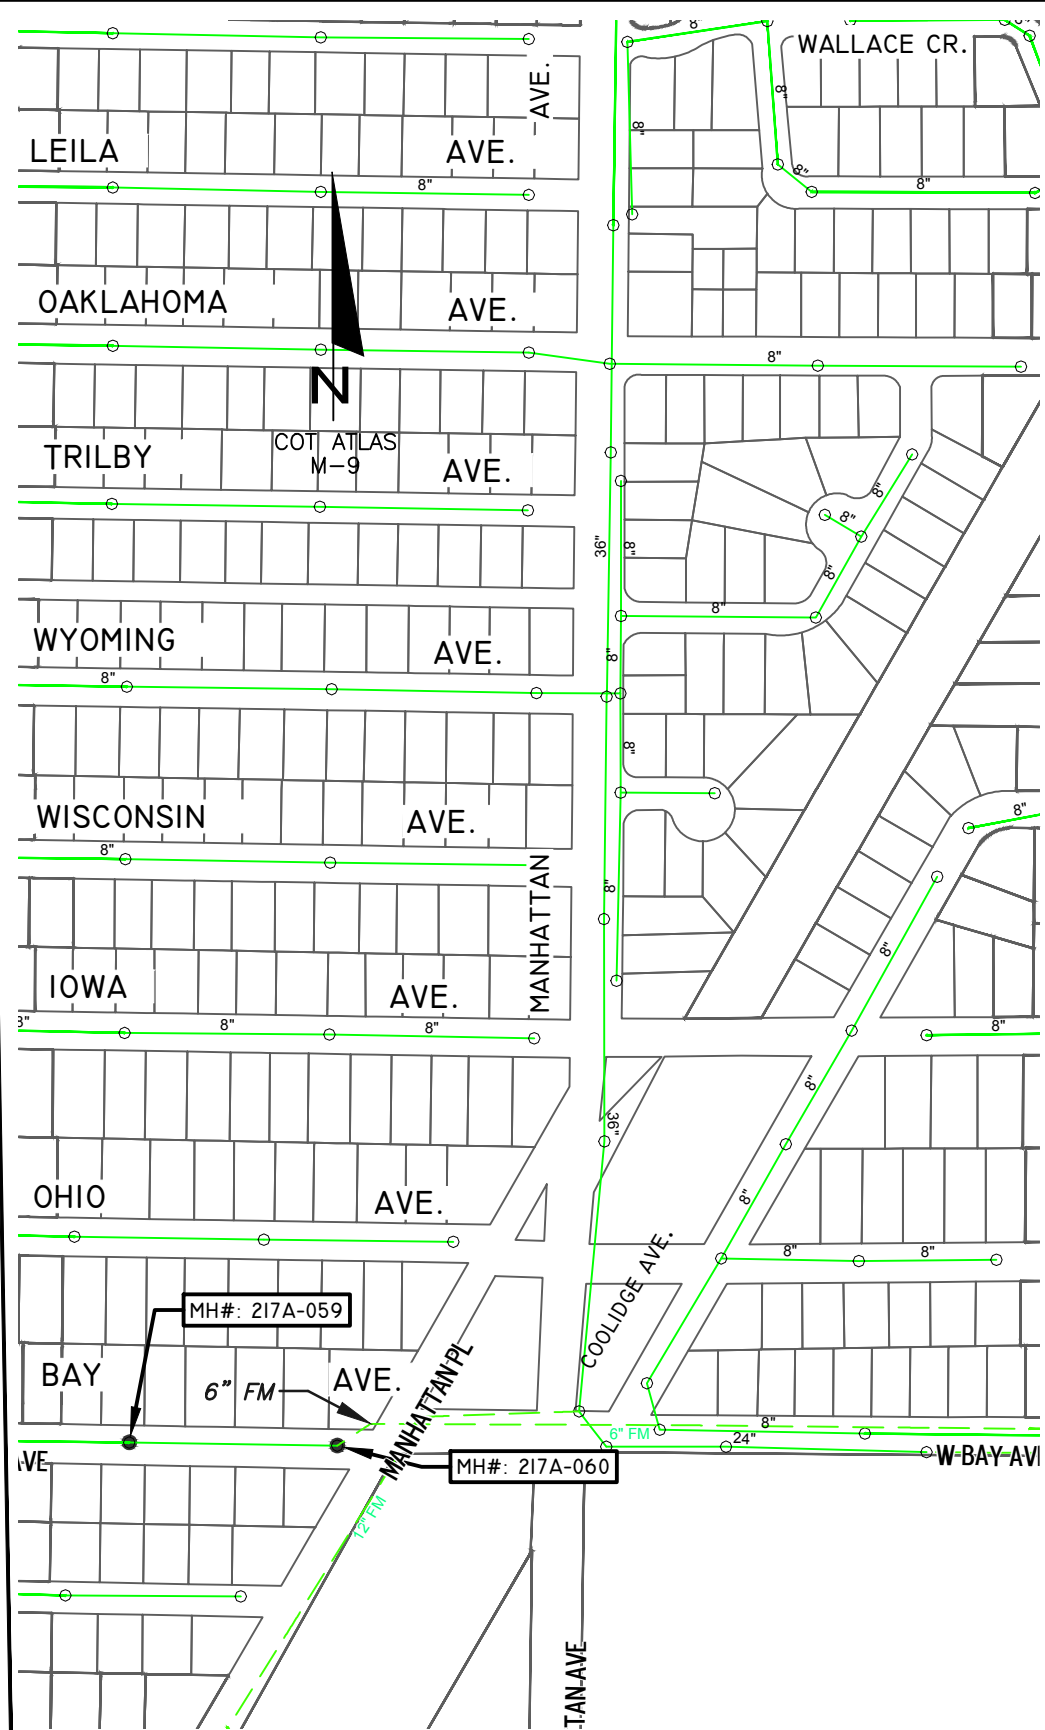 8"
8"
WALLACE CR.
AVE.
8"
8"
LEILA
AVE.
8"
8"
8"
OAKLAHOMA
AVE.
8"
N
COT ATLAS
M-9
TRILBY
AVE.
8"
8"
36"
8"
8"
8"
WYOMING
AVE.
8"
8"
8"
WISCONSIN
AVE.
8"
8"
MANHATTAN
8"
IOWA
AVE.
8"
8"
8"
8"
8"
8"
36"
OHIO
AVE.
8"
8"
8"
COOLIDGE AVE.
MH#: 217A-059
BAY
AVE.
6" FM
MANHATTAN PL
8"
6" FM
24"
AVE
W BAY AV
MH#: 217A-060
12" FM
TAN AVE